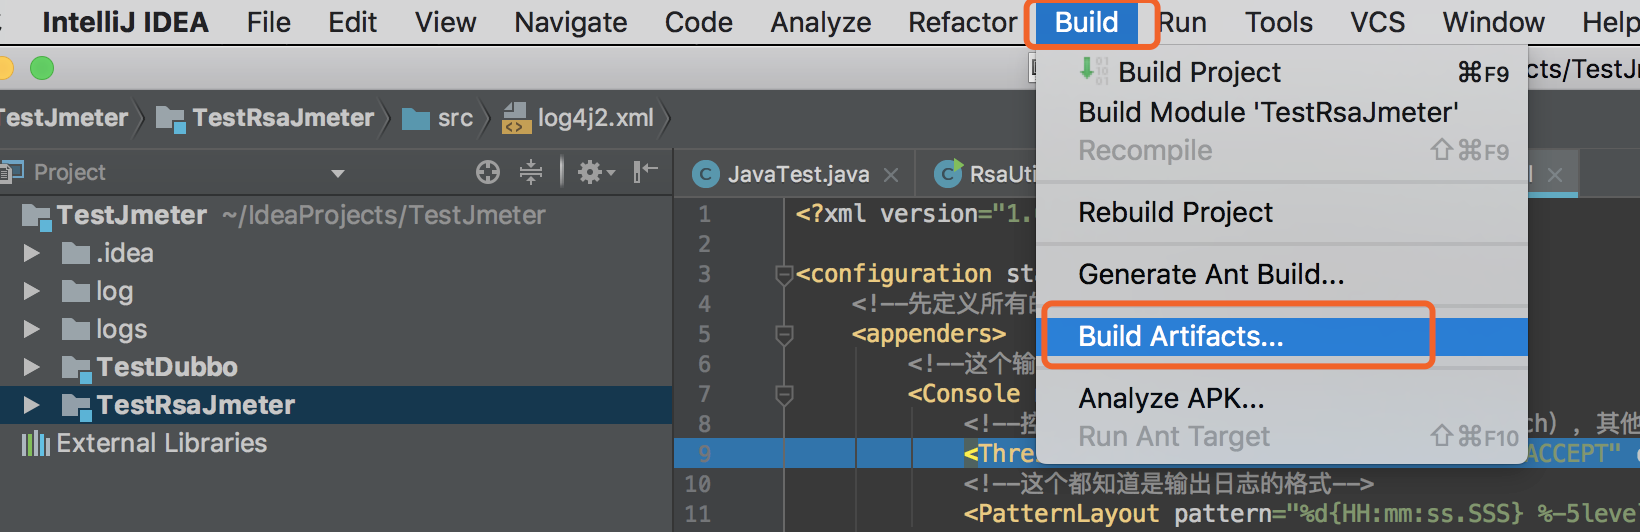 IntelliJ IDEA File Edit View Navigate Code Analyze Refactor Build Run Tools VCS Window Help
Build Project ⌘F9
Build Module 'TestRsaJmeter'
Recompile ⇧⌘F9
Rebuild Project
Generate Ant Build...
Build Artifacts...
Analyze APK...
Run Ant Target ⇧⌘F10
cts/TestJ
TestJmeter TestRsaJmeter src log4j2.xml
Project
TestJmeter ~/IdeaProjects/TestJmeter
.idea
log
logs
TestDubbo
TestRsaJmeter
External Libraries
JavaTest.java RsaUti
1 <?xml version="1.
2
3 <configuration st
4 <!--先定义所有的
5 <appenders>
6 <!--这个输
7 <Console
8 <!--控 ch），其他
9 <Thre ACCEPT"
10 <!--这个都知道是输出日志的格式-->
11 <PatternLayout pattern="%d{HH:mm:ss.SSS} %-5leve